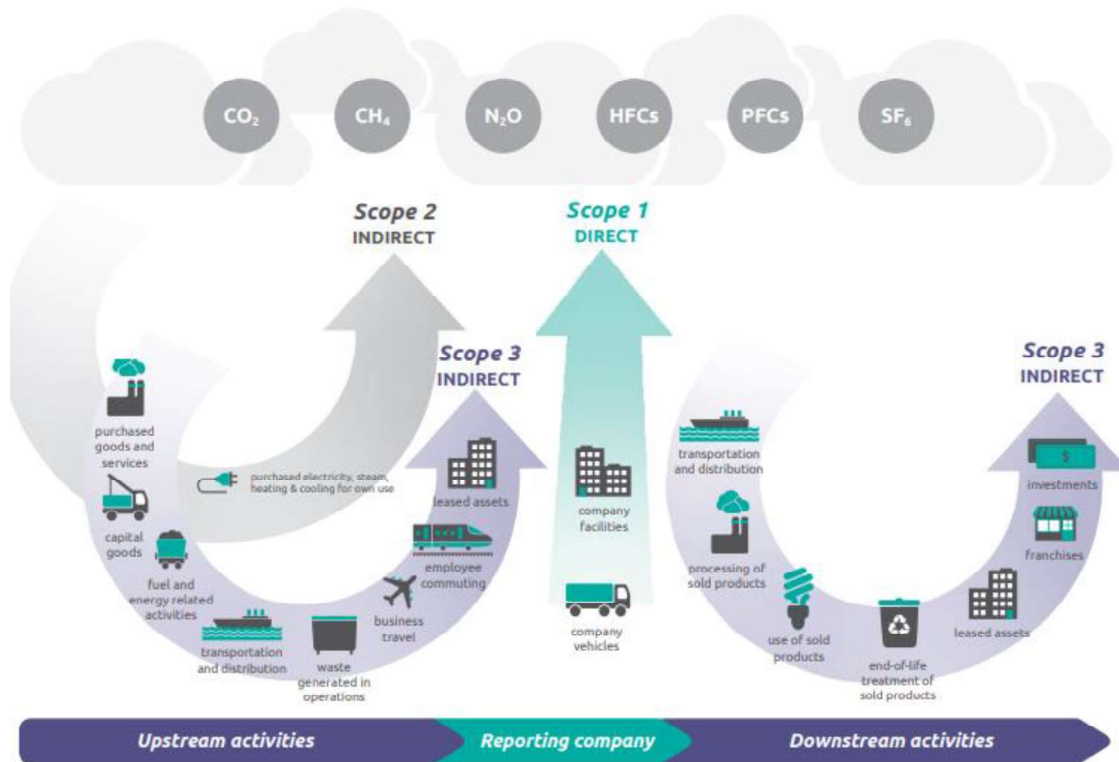 CO₂
CH₄
N₂O
HFCs
PFCs
SF₆
Scope 2
INDIRECT
Scope 1
DIRECT
Scope 3
INDIRECT
Scope 3
INDIRECT
purchased
goods and
services
capital
goods
fuel and
energy related
activities
transportation
and distribution
waste
generated in
operations
business
travel
employee
commuting
leased assets
purchased electricity, steam,
heating & cooling for own use
company
facilities
company
vehicles
transportation
and distribution
processing of
sold products
use of sold
products
end-of-life
treatment of
sold products
leased assets
franchises
$
investments
Upstream activities
Reporting company
Downstream activities